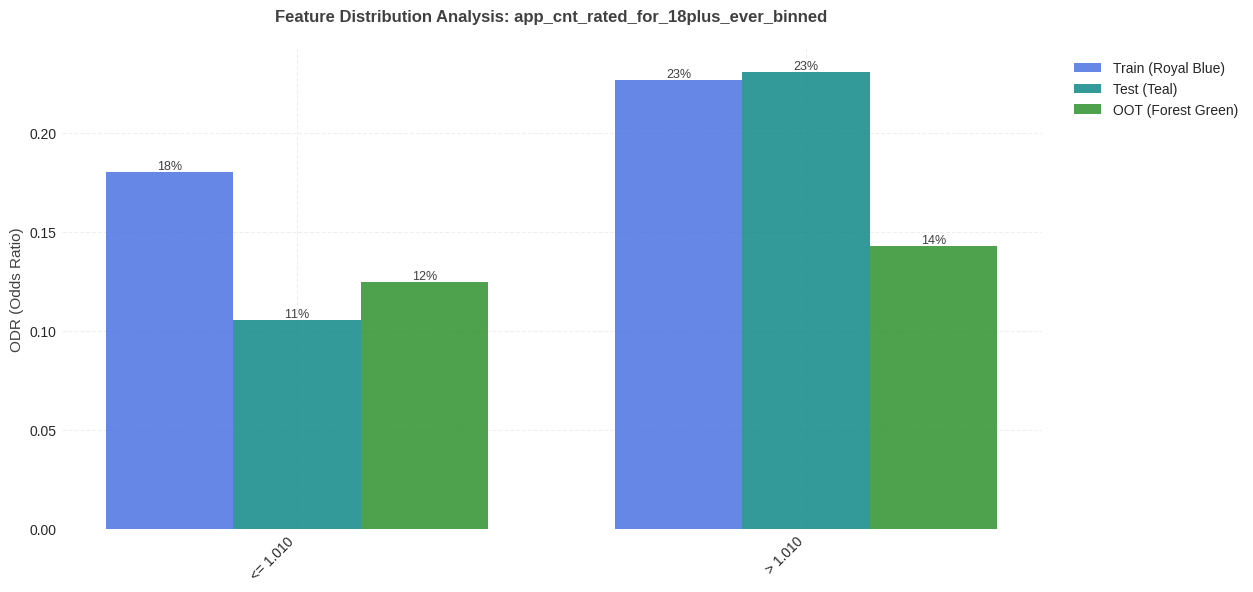 Feature Distribution Analysis: app_cnt_rated_for_18plus_ever_binned
Train (Royal Blue)
Test (Teal)
OOT (Forest Green)
ODR (Odds Ratio)
0.20
0.15
0.10
0.05
0.00
18%
11%
12%
23%
23%
14%
<= 1.010
> 1.010